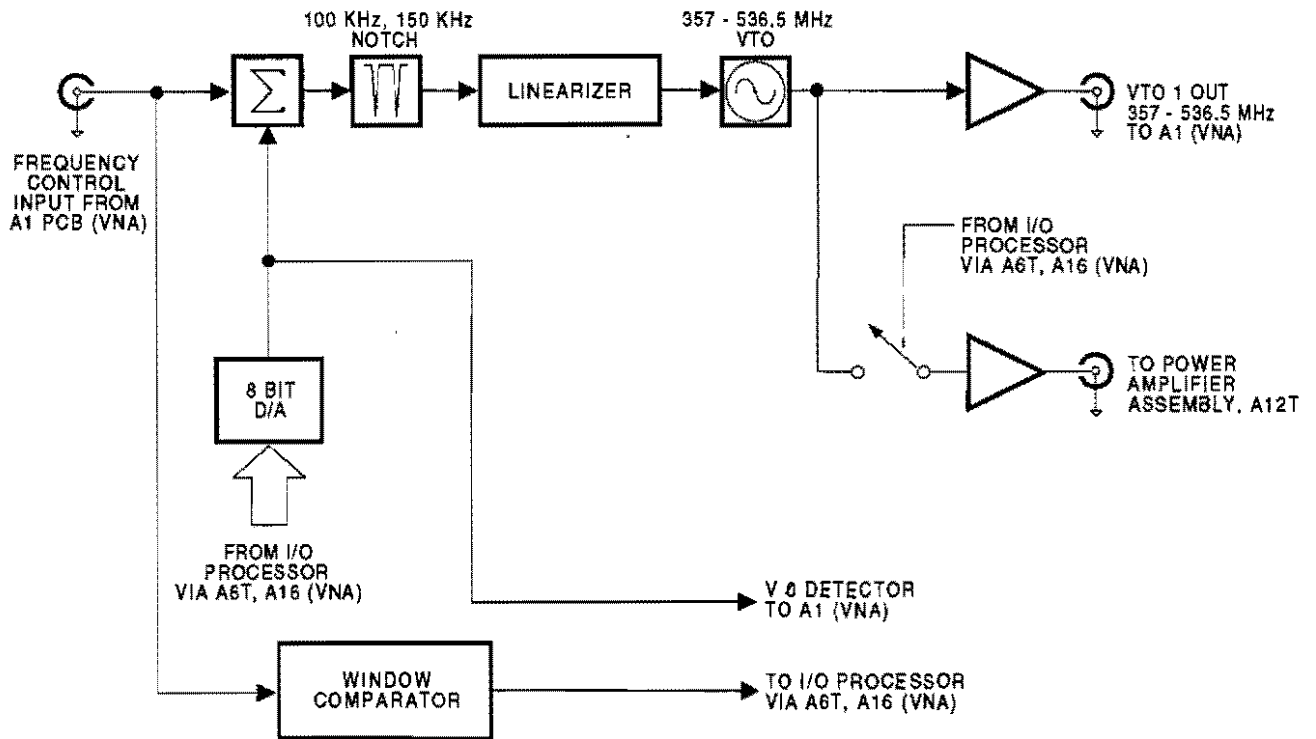 100 KHz, 150 KHz
NOTCH
357 - 536.5 MHz
VTO
Σ
LINEARIZER
VTO 1 OUT
357 - 536.5 MHz
TO A1 (VNA)
FREQUENCY
CONTROL
INPUT FROM
A1 PCB (VNA)
FROM I/O
PROCESSOR
VIA A6T, A16 (VNA)
8 BIT
D/A
TO POWER
AMPLIFIER
ASSEMBLY, A12T
FROM I/O
PROCESSOR
VIA A6T, A16 (VNA)
DETECTOR
TO A1 (VNA)
WINDOW
COMPARATOR
TO I/O PROCESSOR
VIA A6T, A16 (VNA)